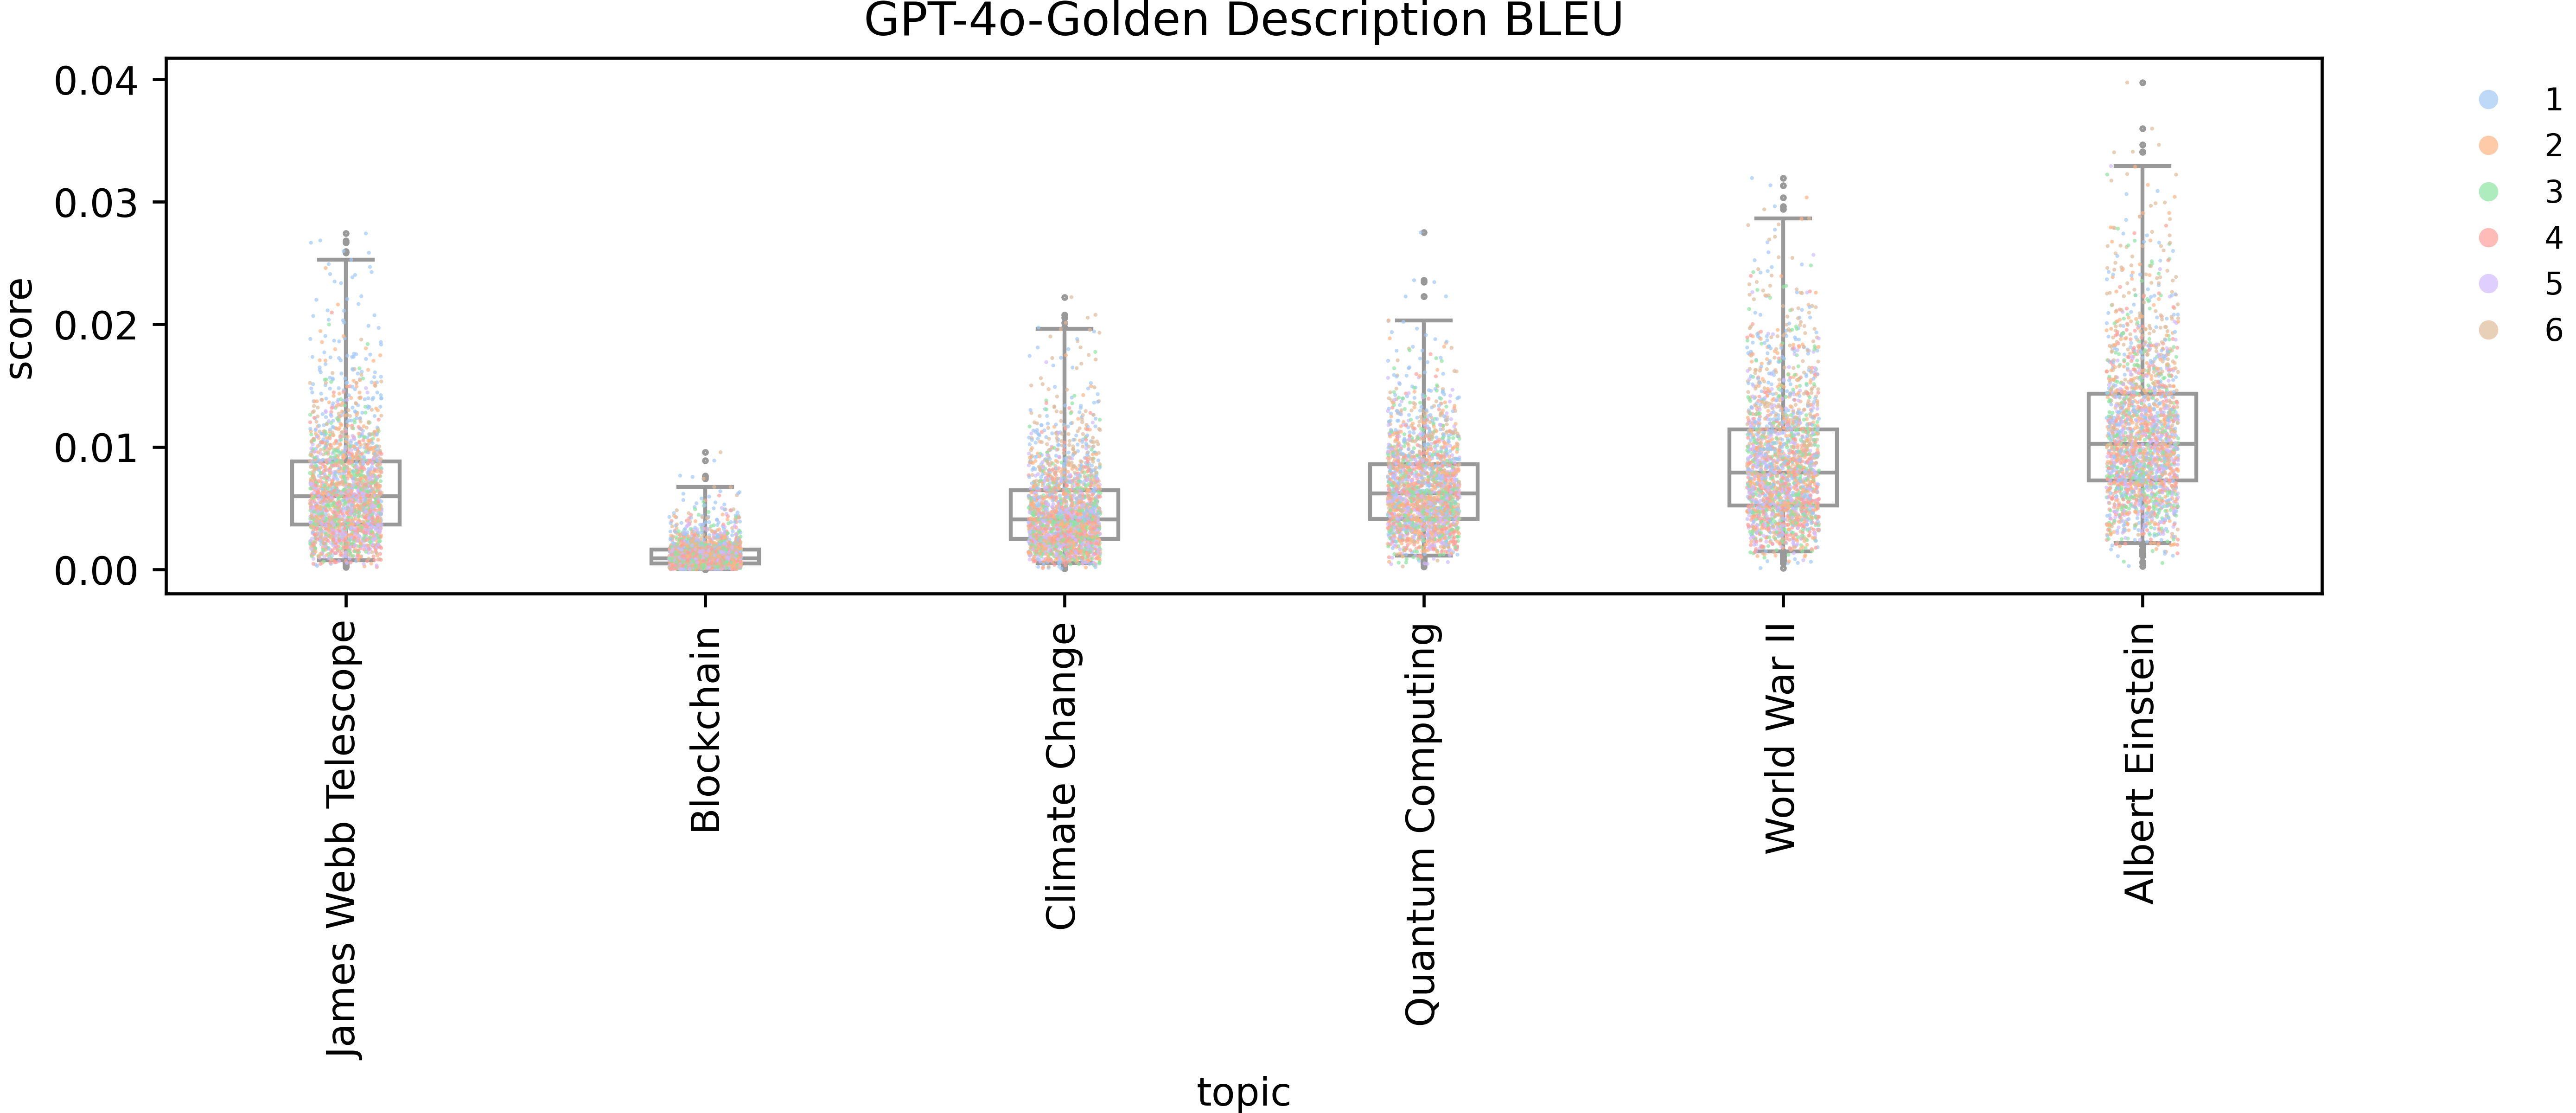 GPT-4o-Golden Description BLEU
score
0.04
0.03
0.02
0.01
0.00
1
2
3
4
5
6
James Webb Telescope
Blockchain
Climate Change
Quantum Computing
World War II
Albert Einstein
topic